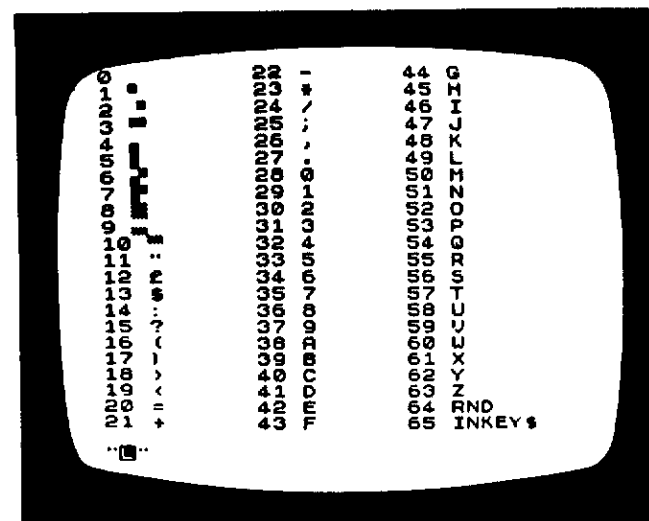 0 22 - 44 G
1 23 * 45 H
2 24 / 46 I
3 25 ; 47 J
4 26 , 48 K
5 27 . 49 L
6 28 0 50 M
7 29 1 51 N
8 30 2 52 O
9 31 3 53 P
10 32 4 54 Q
11 " 33 5 55 R
12 £ 34 6 56 S
13 $ 35 7 57 T
14 : 36 8 58 U
15 ? 37 9 59 V
16 ( 38 A 60 W
17 ) 39 B 61 X
18 > 40 C 62 Y
19 < 41 D 63 Z
20 = 42 E 64 RND
21 + 43 F 65 INKEY$
"L"